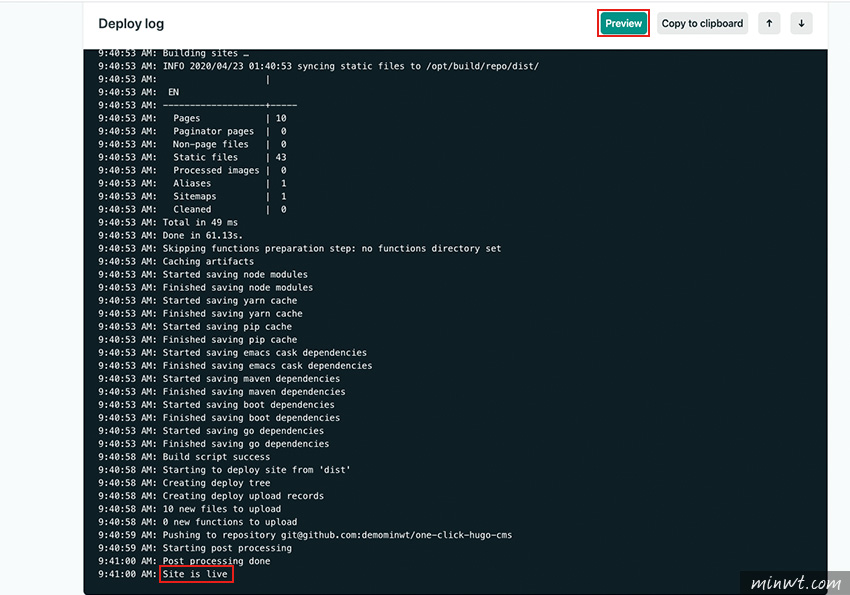 Deploy log
Preview Copy to clipboard ↑ ↓
9:40:53 AM: Building sites …
9:40:53 AM: INFO 2020/04/23 01:40:53 syncing static files to /opt/build/repo/dist/
9:40:53 AM:                    |
9:40:53 AM:  EN
9:40:53 AM: -------------------+-----
9:40:53 AM:   Pages            | 10
9:40:53 AM:   Paginator pages  |  0
9:40:53 AM:   Non-page files   |  0
9:40:53 AM:   Static files     | 43
9:40:53 AM:   Processed images |  0
9:40:53 AM:   Aliases          |  1
9:40:53 AM:   Sitemaps         |  1
9:40:53 AM:   Cleaned          |  0
9:40:53 AM: Total in 49 ms
9:40:53 AM: Done in 61.13s.
9:40:53 AM: Skipping functions preparation step: no functions directory set
9:40:53 AM: Caching artifacts
9:40:53 AM: Started saving node modules
9:40:53 AM: Finished saving node modules
9:40:53 AM: Started saving yarn cache
9:40:53 AM: Finished saving yarn cache
9:40:53 AM: Started saving pip cache
9:40:53 AM: Finished saving pip cache
9:40:53 AM: Started saving emacs cask dependencies
9:40:53 AM: Finished saving emacs cask dependencies
9:40:53 AM: Started saving maven dependencies
9:40:53 AM: Finished saving maven dependencies
9:40:53 AM: Started saving boot dependencies
9:40:53 AM: Finished saving boot dependencies
9:40:53 AM: Started saving go dependencies
9:40:53 AM: Finished saving go dependencies
9:40:58 AM: Build script success
9:40:58 AM: Starting to deploy site from 'dist'
9:40:58 AM: Creating deploy tree
9:40:58 AM: Creating deploy upload records
9:40:58 AM: 10 new files to upload
9:40:58 AM: 0 new functions to upload
9:40:59 AM: Pushing to repository git@github.com:demominwt/one-click-hugo-cms
9:40:59 AM: Starting post processing
9:41:00 AM: Post processing done
9:41:00 AM: Site is live
minwt.com